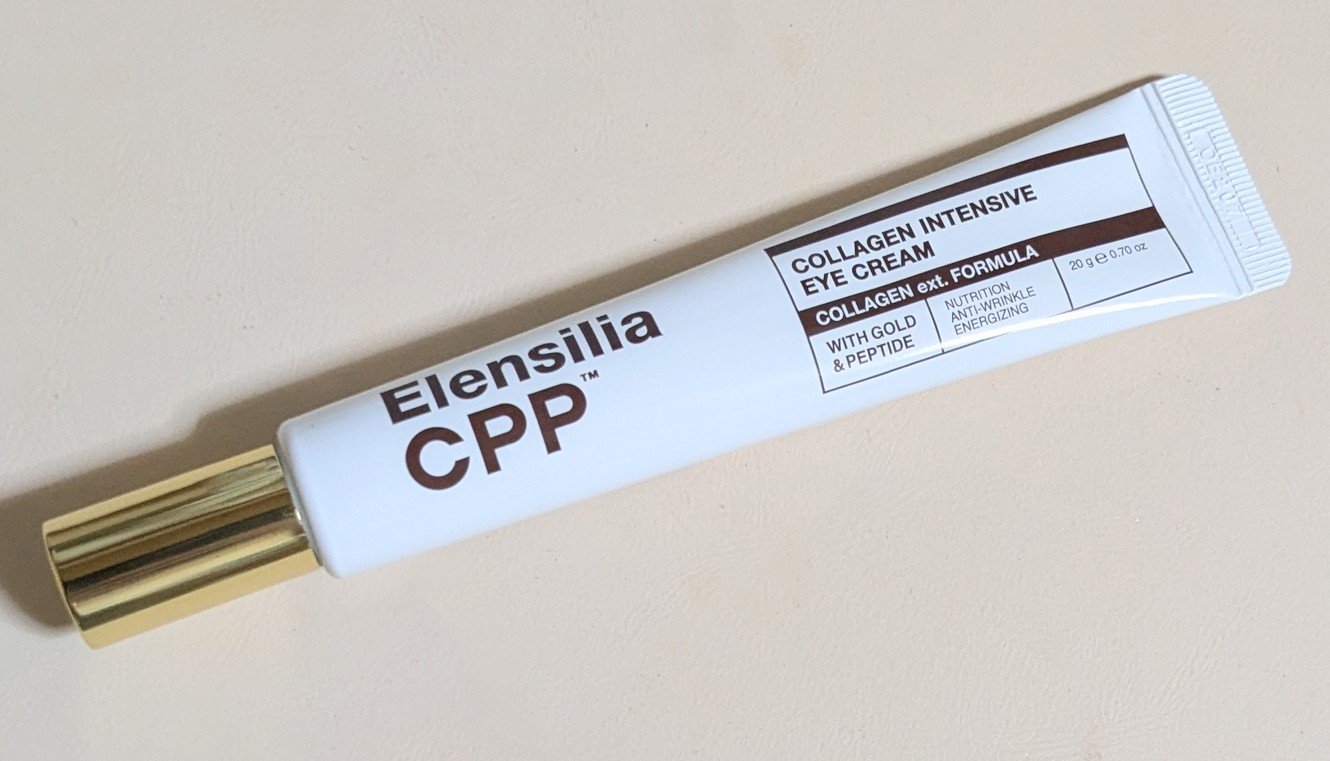 Elensilia
CPP™
COLLAGEN INTENSIVE
EYE CREAM
COLLAGEN ext. FORMULA
WITH GOLD
& PEPTIDE
NUTRITION
ANTI-WRINKLE
ENERGIZING
20 g ℮ 0.70 oz